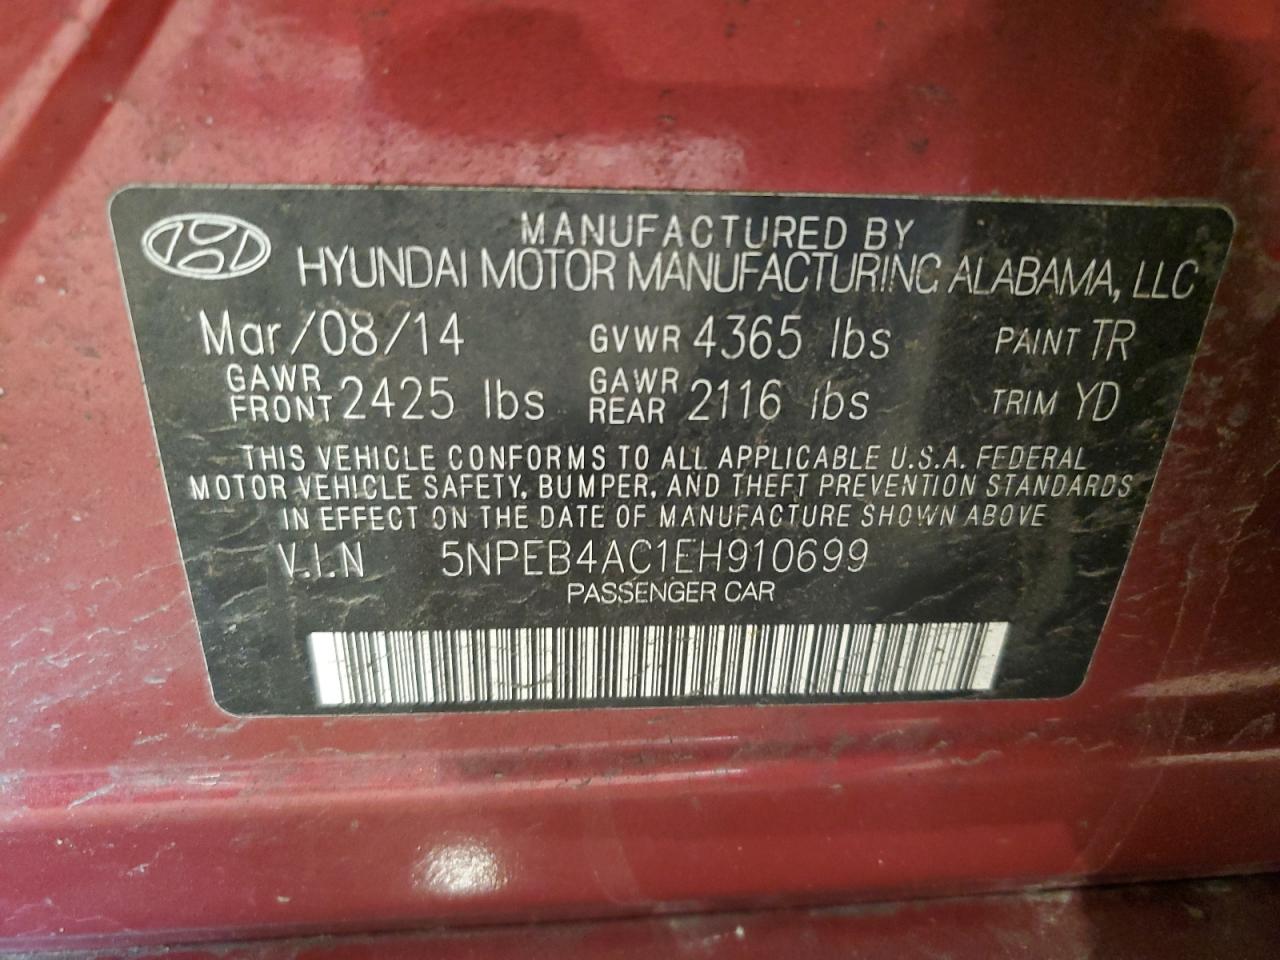 MANUFACTURED BY
HYUNDAI MOTOR MANUFACTURING ALABAMA, LLC
Mar/08/14 GVWR 4365 lbs PAINT TR
GAWR FRONT 2425 lbs GAWR REAR 2116 lbs TRIM YD
THIS VEHICLE CONFORMS TO ALL APPLICABLE U.S.A. FEDERAL
MOTOR VEHICLE SAFETY, BUMPER, AND THEFT PREVENTION STANDARDS
IN EFFECT ON THE DATE OF MANUFACTURE SHOWN ABOVE
V.I.N 5NPEB4AC1EH910699
PASSENGER CAR